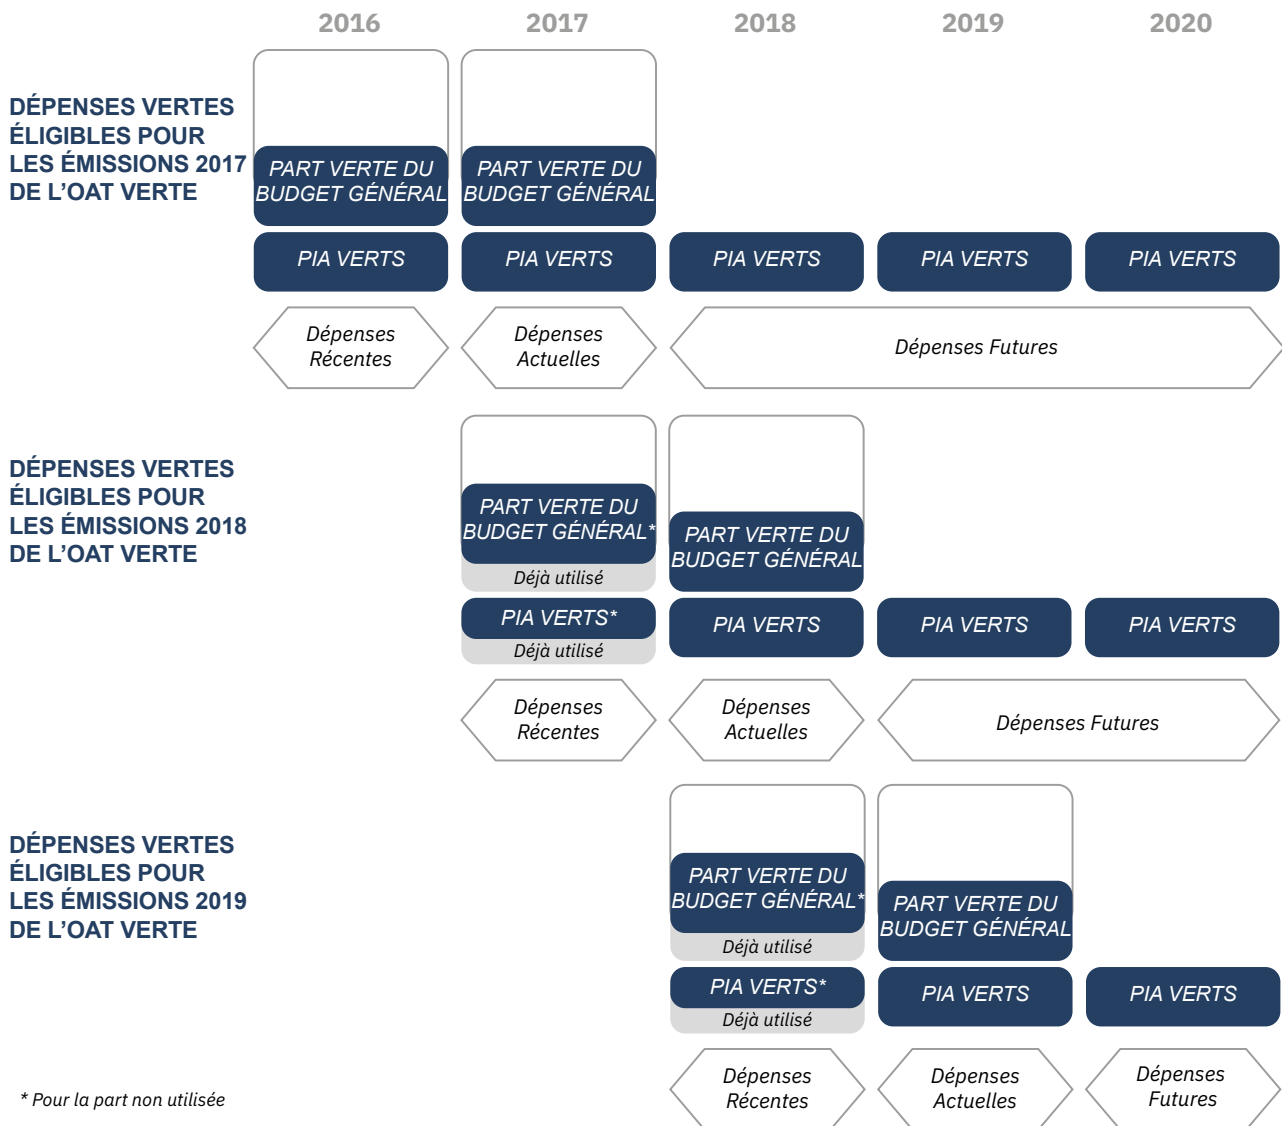 2016 2017 2018 2019 2020
DÉPENSES VERTES
ÉLIGIBLES POUR
LES ÉMISSIONS 2017
DE L’OAT VERTE
PART VERTE DU
BUDGET GÉNÉRAL
PART VERTE DU
BUDGET GÉNÉRAL
PIA VERTS
PIA VERTS
PIA VERTS
PIA VERTS
PIA VERTS
Dépenses
Récentes
Dépenses
Actuelles
Dépenses Futures
DÉPENSES VERTES
ÉLIGIBLES POUR
LES ÉMISSIONS 2018
DE L’OAT VERTE
PART VERTE DU
BUDGET GÉNÉRAL*
Déjà utilisé
PART VERTE DU
BUDGET GÉNÉRAL
PIA VERTS*
Déjà utilisé
PIA VERTS
PIA VERTS
PIA VERTS
Dépenses
Récentes
Dépenses
Actuelles
Dépenses Futures
DÉPENSES VERTES
ÉLIGIBLES POUR
LES ÉMISSIONS 2019
DE L’OAT VERTE
PART VERTE DU
BUDGET GÉNÉRAL*
Déjà utilisé
PART VERTE DU
BUDGET GÉNÉRAL
PIA VERTS*
Déjà utilisé
PIA VERTS
PIA VERTS
Dépenses
Récentes
Dépenses
Actuelles
Dépenses
Futures
* Pour la part non utilisée